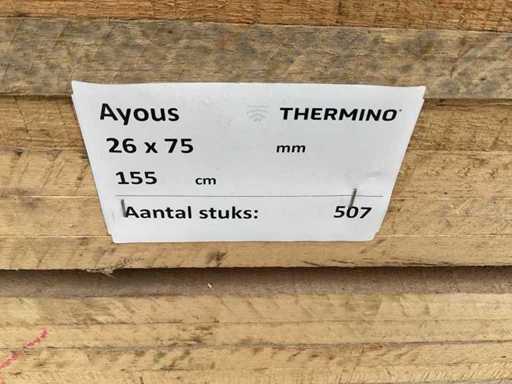 Ayous THERMINO
26 x 75 mm
155 cm
Aantal stuks: 507